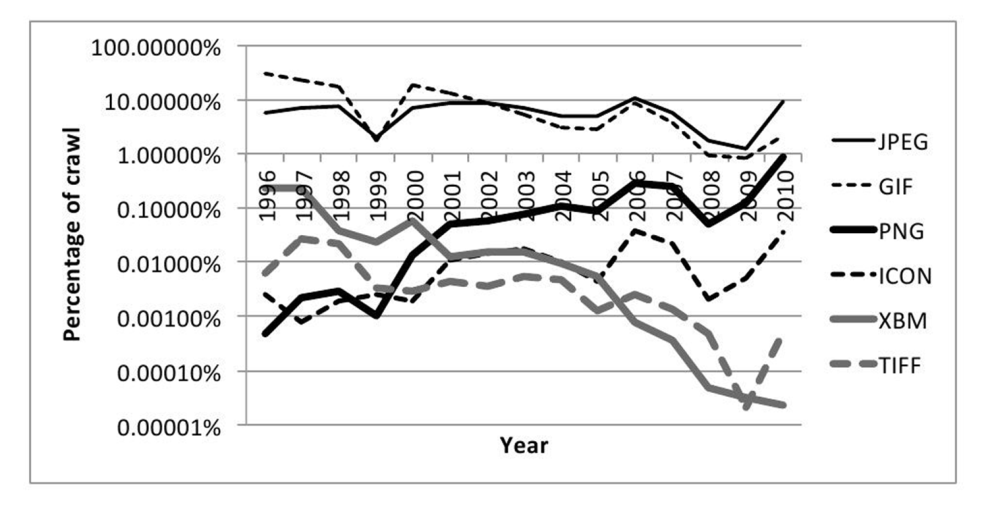 100.00000%
10.00000%
1.00000%
0.10000%
0.01000%
0.00100%
0.00010%
0.00001%
Percentage of crawl
1996
1997
1998
1999
2000
2001
2002
2003
2004
2005
2006
2007
2008
2009
2010
Year
JPEG
GIF
PNG
ICON
XBM
TIFF